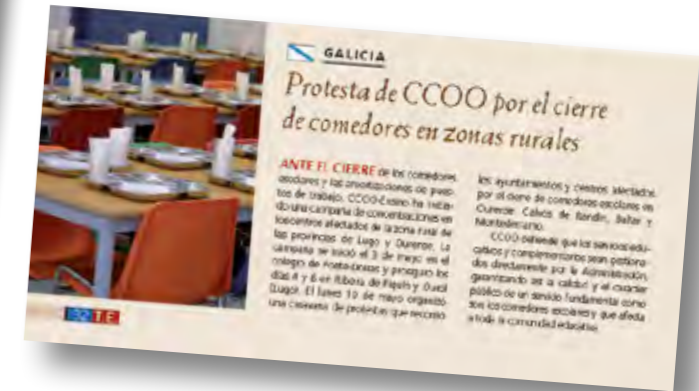 GALICIA
Protesta de CCOO por el cierre
de comedores en zonas rurales
ANTE EL CIERRE de los comedores
escolares y las amortizaciones de pues-
tos de trabajo, CCOO-Ensino ha inicia-
do una campaña de concentraciones en
los centros afectados de la zona rural de
las provincias de Lugo y Ourense. La
campaña se inició el 3 de mayo en el
colegio de y prosiguió los
días 4 y 6 en Ribeira de Piquín y Ourol
(Lugo). El lunes 10 de mayo organizó
una caravana de protestas que recorrió
los ayuntamientos y centros afectados
por el cierre de comedores escolares en
Ourense: Calvos de Randín, Baltar y
Montederramo.
CCOO defiende que los servicios edu-
cativos y complementarios sean gestiona-
dos directamente por la Administración,
garantizando así la calidad y el carácter
público de un servicio fundamental como
son los comedores escolares y que afecta
a toda la comunidad educativa.
32 T E